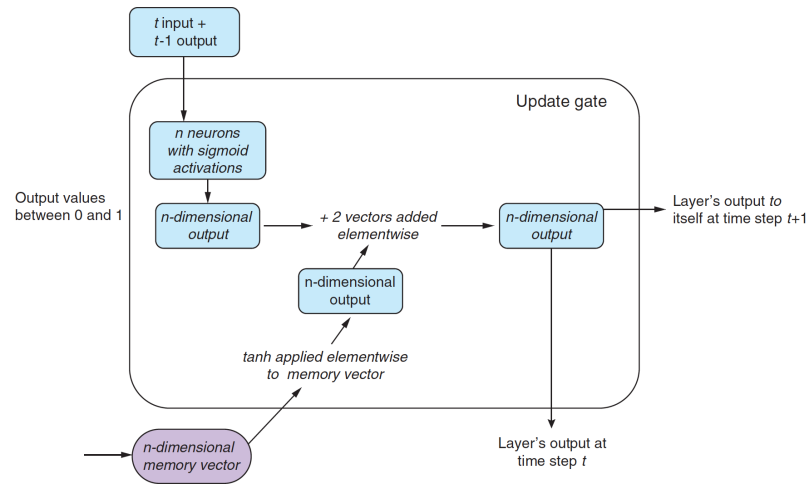 t input +
t-1 output
Update gate
n neurons
with sigmoid
activations
Output values
between 0 and 1
n-dimensional
output
+ 2 vectors added
elementwise
n-dimensional
output
Layer's output to
itself at time step t+1
n-dimensional
output
tanh applied elementwise
to memory vector
n-dimensional
memory vector
Layer's output at
time step t